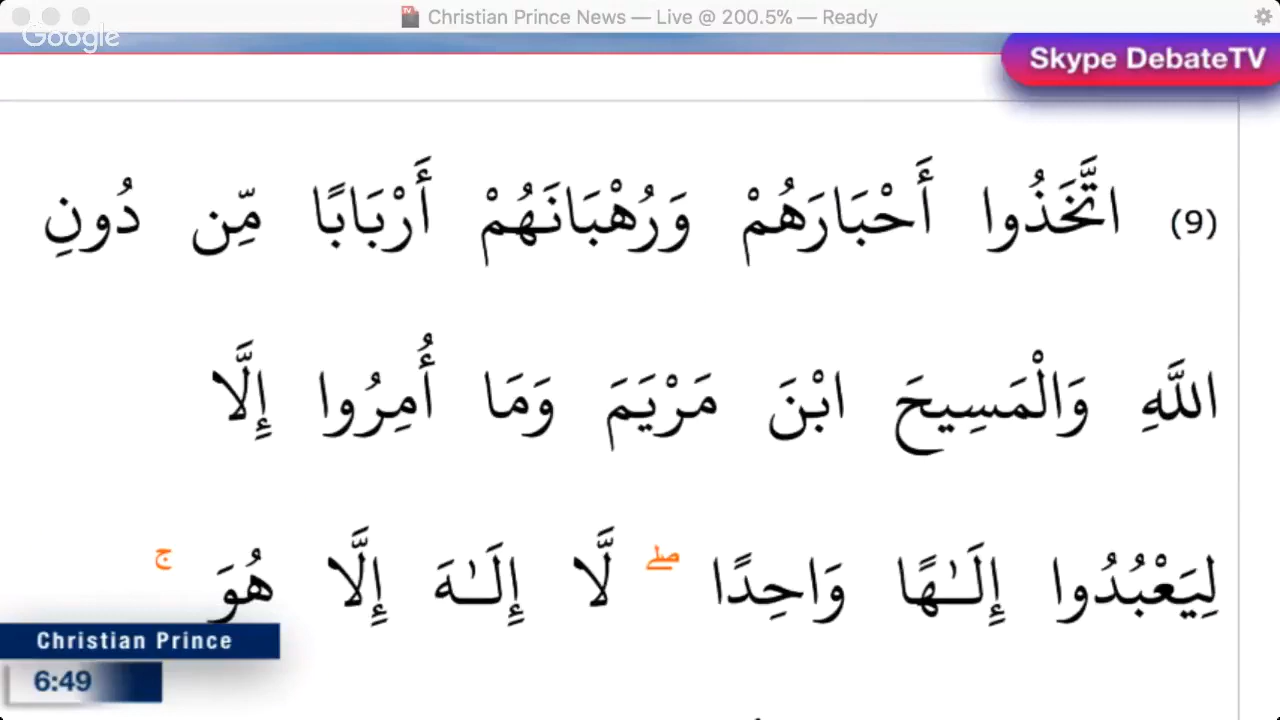 Christian Prince News — Live @ 200.5% — Ready
Google
Skype DebateTV
(9) اتَّخَذُوا أَحْبَارَهُمْ وَرُهْبَانَهُمْ أَرْبَابًا مِّن دُونِ
اللَّهِ وَالْمَسِيحَ ابْنَ مَرْيَمَ وَمَا أُمِرُوا إِلَّا
لِيَعْبُدُوا إِلَـٰهًا وَاحِدًا ۖ لَّا إِلَـٰهَ إِلَّا هُوَ ۚ
Christian Prince
6:49